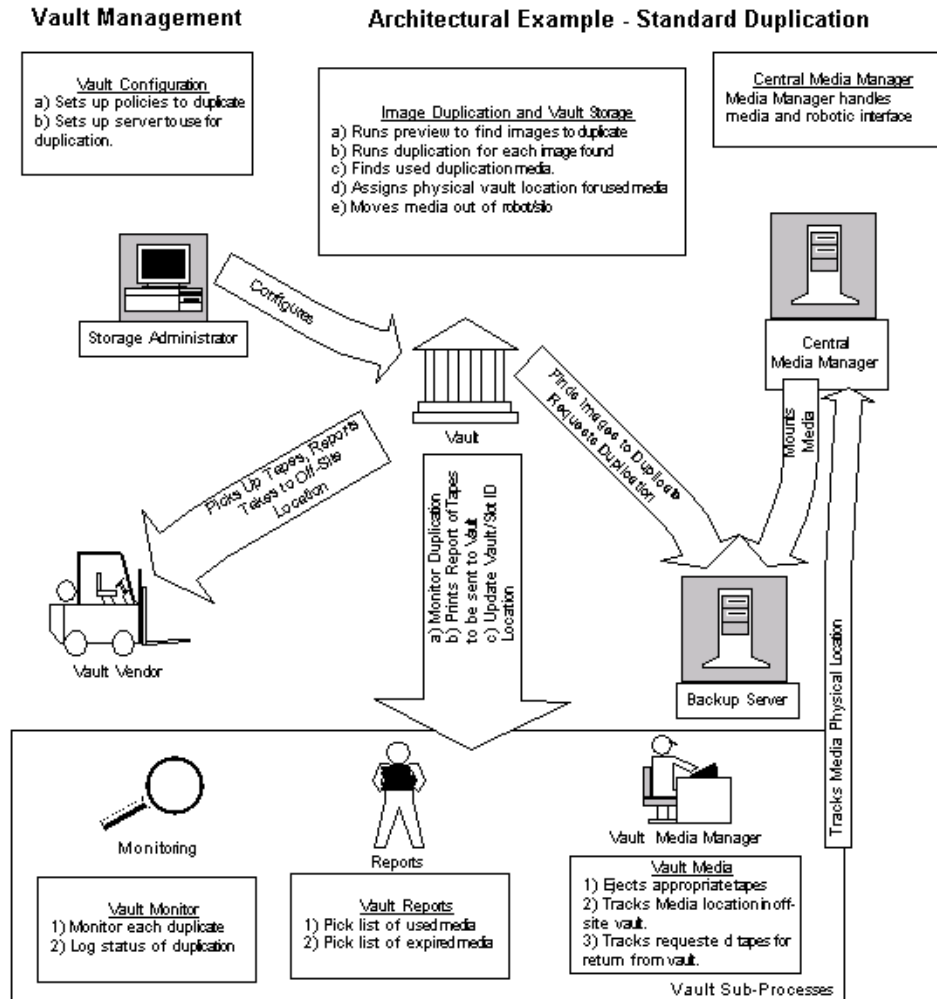 Vault Management
Architectural Example - Standard Duplication
Vault Configuration
a) Sets up policies to duplicate
b) Sets up server to use for
duplication.
Image Duplication and Vault Storage
a) Runs preview to find images to duplicate
b) Runs duplication for each image found
c) Finds used duplication media.
d) Assigns physical vault location for used media
e) Moves media out of robot/silo
Central Media Manager
Media Manager handles
media and robotic interface
Storage Administrator
Configures
Vault
Finds Images to Duplicate
Requests Duplication
Central
Media Manager
Mounts
Media
Picks Up Tapes, Reports
Takes to Off-Site
Location
Vault Vendor
a) Monitor Duplication
b) Prints Report of Tapes
to be sent to Vault
c) Update Vault/Slot ID
Location
Backup Server
Tracks Media Physical Location
Monitoring
Reports
Vault Media Manager
Vault Monitor
1) Monitor each duplicate
2) Log status of duplication
Vault Reports
1) Pick list of used media
2) Pick list of expired media
Vault Media
1) Ejects appropriate tapes
2) Tracks Media location in off-
site vault.
3) Tracks requested tapes for
return from vault.
Vault Sub-Processes